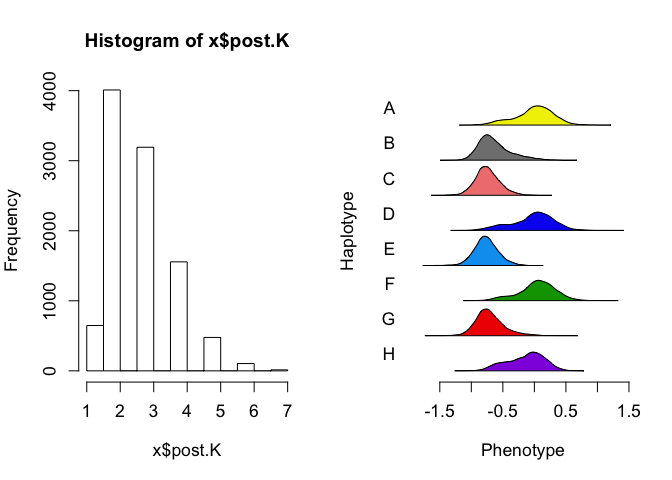 Histogram of x$post.K
Frequency
0
1000
2000
3000
4000
1 2 3 4 5 6 7
x$post.K
Haplotype
A
B
C
D
E
F
G
H
-1.5 -0.5 0.5 1.5
Phenotype